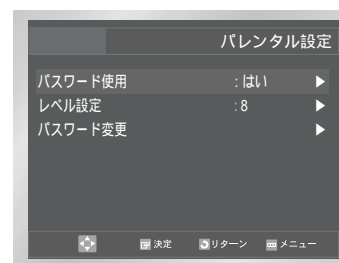 パレンタル設定
パスワード使用 : はい ▶
レベル設定 : 8 ▶
パスワード変更 ▶
決定 リターン メニュー